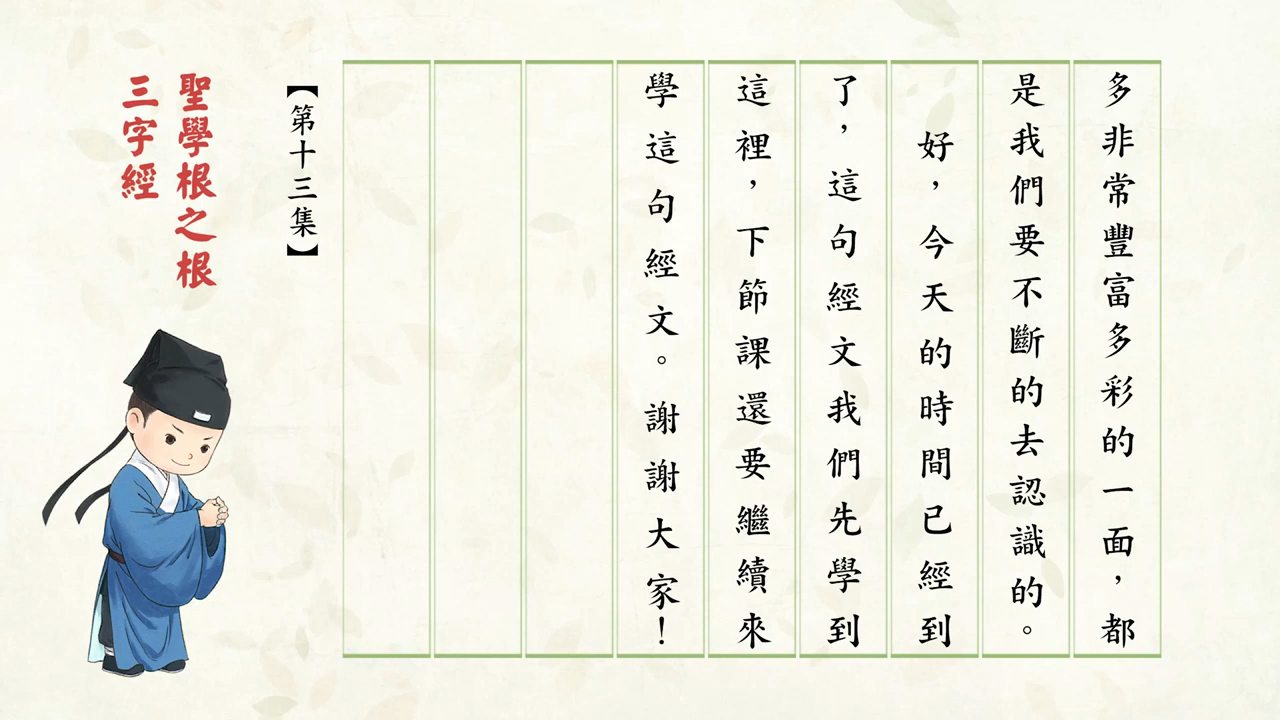 多非常豐富多彩的一面，都
是我們要不斷的去認識的。
好，今天的時間已經到
了，這句經文我們先學到
這裡，下節課還要繼續來
學這句經文。謝謝大家！
【第十三集】
聖學根之根
三字經